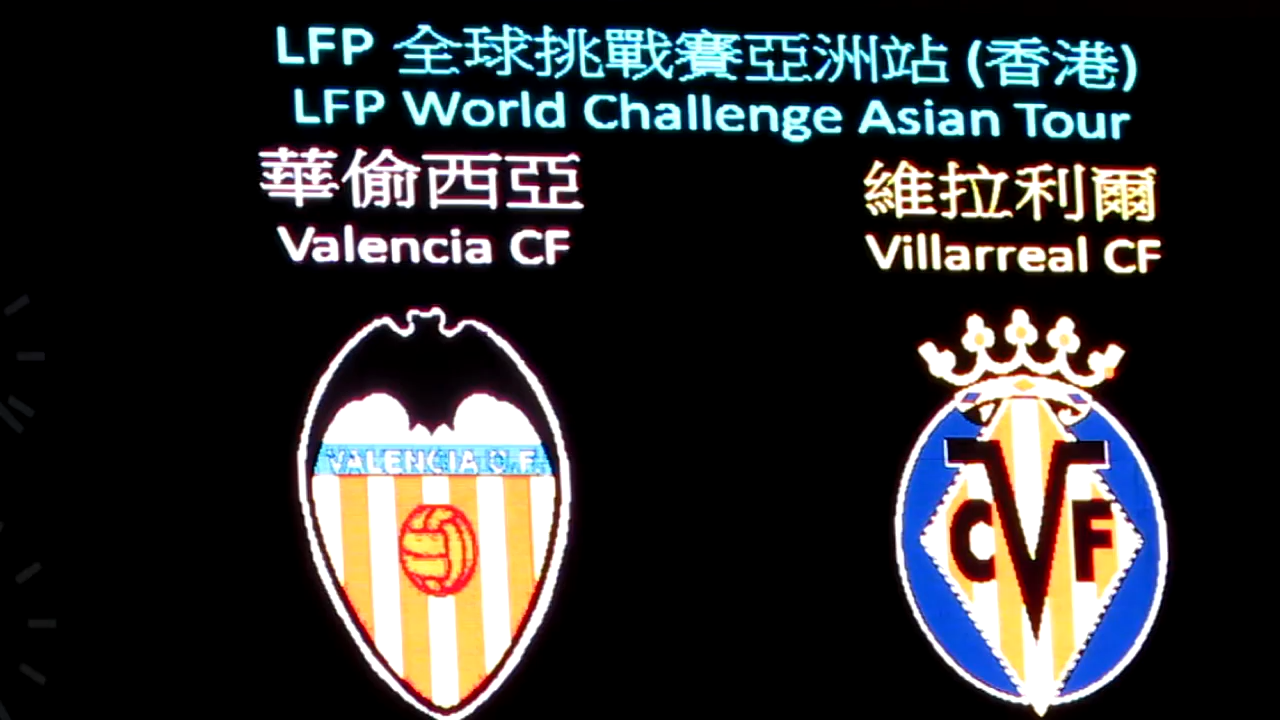 LFP 全球挑戰賽亞洲站 (香港)
LFP World Challenge Asian Tour
華倫西亞
Valencia CF
維拉利爾
Villarreal CF
VALENCIA C.F.
CVF